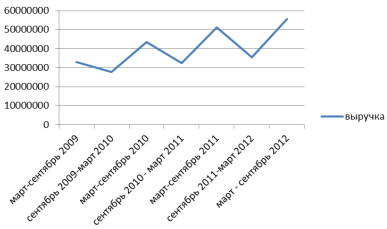 60000000
50000000
40000000
30000000
20000000
10000000
0
март-сентябрь 2009
сентябрь 2009-март 2010
март-сентябрь 2010
сентябрь 2010 - март 2011
март-сентябрь 2011
сентябрь 2011-март 2012
март - сентябрь 2012
выручка